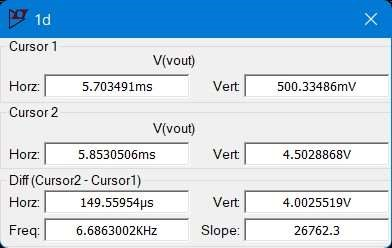 1d
Cursor 1
V(vout)
Horz: 5.703491ms Vert: 500.33486mV
Cursor 2
V(vout)
Horz: 5.8530506ms Vert: 4.5028868V
Diff (Cursor2 - Cursor1)
Horz: 149.55954µs Vert: 4.0025519V
Freq: 6.6863002KHz Slope: 26762.3